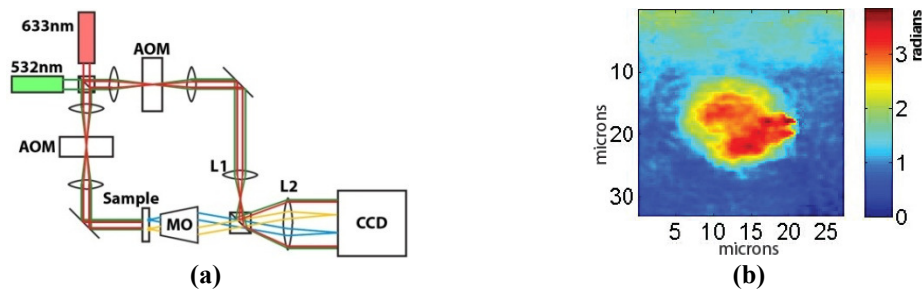 633nm
532nm
AOM
AOM
L1
Sample
MO
L2
CCD
(a)
microns
10
20
30
5
10
15
20
25
microns
3
2
1
0
radians
(b)